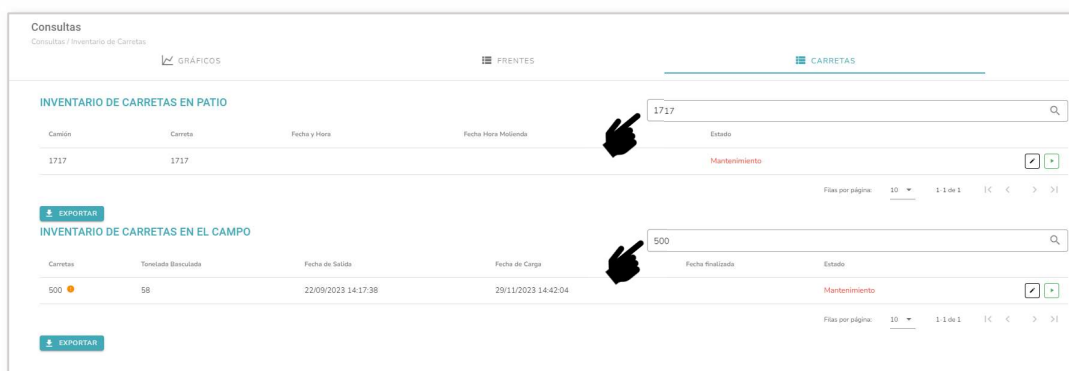 Consultas
Consultas / Inventario de Carretas
GRÁFICOS FRENTES CARRETAS
INVENTARIO DE CARRETAS EN PATIO 1717
Camión Carreta Fecha y Hora Fecha Hora Molienda Estado
1717 1717 Mantenimiento
Filas por página: 10 1-1 de 1
EXPORTAR
INVENTARIO DE CARRETAS EN EL CAMPO 500
Carretas Tonelada Basculada Fecha de Salida Fecha de Carga Fecha finalizada Estado
500 58 22/09/2023 14:17:38 29/11/2023 14:42:04 Mantenimiento
Filas por página: 10 1-1 de 1
EXPORTAR